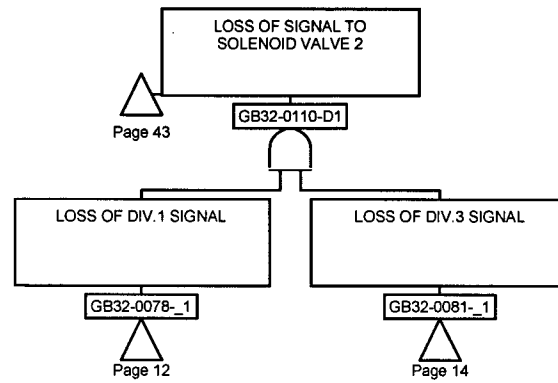 LOSS OF SIGNAL TO
SOLENOID VALVE 2
GB32-0110-D1
Page 43
LOSS OF DIV.1 SIGNAL
LOSS OF DIV.3 SIGNAL
GB32-0078-_1
GB32-0081-_1
Page 12
Page 14